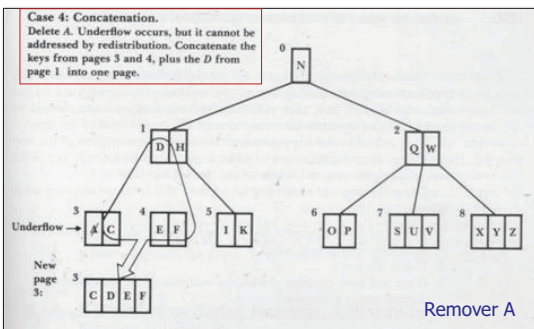 Case 4: Concatenation.
Delete A. Underflow occurs, but it cannot be
addressed by redistribution. Concatenate the
keys from pages 3 and 4, plus the D from
page 1 into one page.
0
N
1
D H
2
Q W
3
A C
4
E F
5
I K
6
O P
7
S U V
8
X Y Z
Underflow
New
page
3:
3
C D E F
Remover A